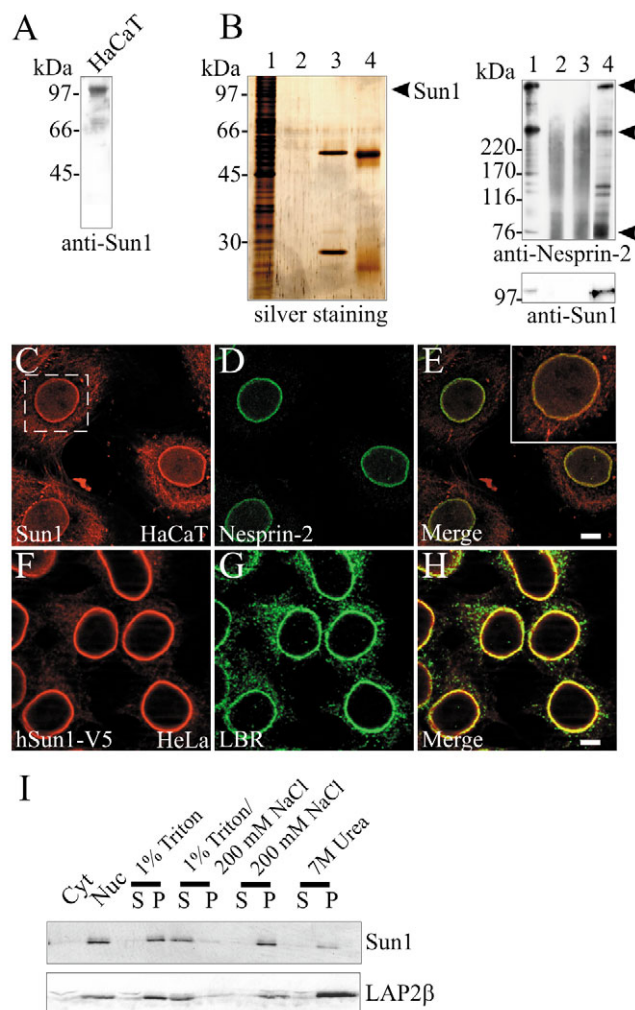 A
HaCaT
kDa
97-
66-
45-
anti-Sun1
B
1 2 3 4
kDa
97-
66-
45-
30-
Sun1
silver staining
1 2 3 4
kDa
220-
170-
116-
76-
anti-Nesprin-2
97-
anti-Sun1
C
Sun1 HaCaT
D
Nesprin-2
E
Merge
F
hSun1-V5 HeLa
G
LBR
H
Merge
I
Cyt
Nuc
1% Triton
1% Triton/
200 mM NaCl
200 mM NaCl
7M Urea
S P S P S P S P
Sun1
LAP2β